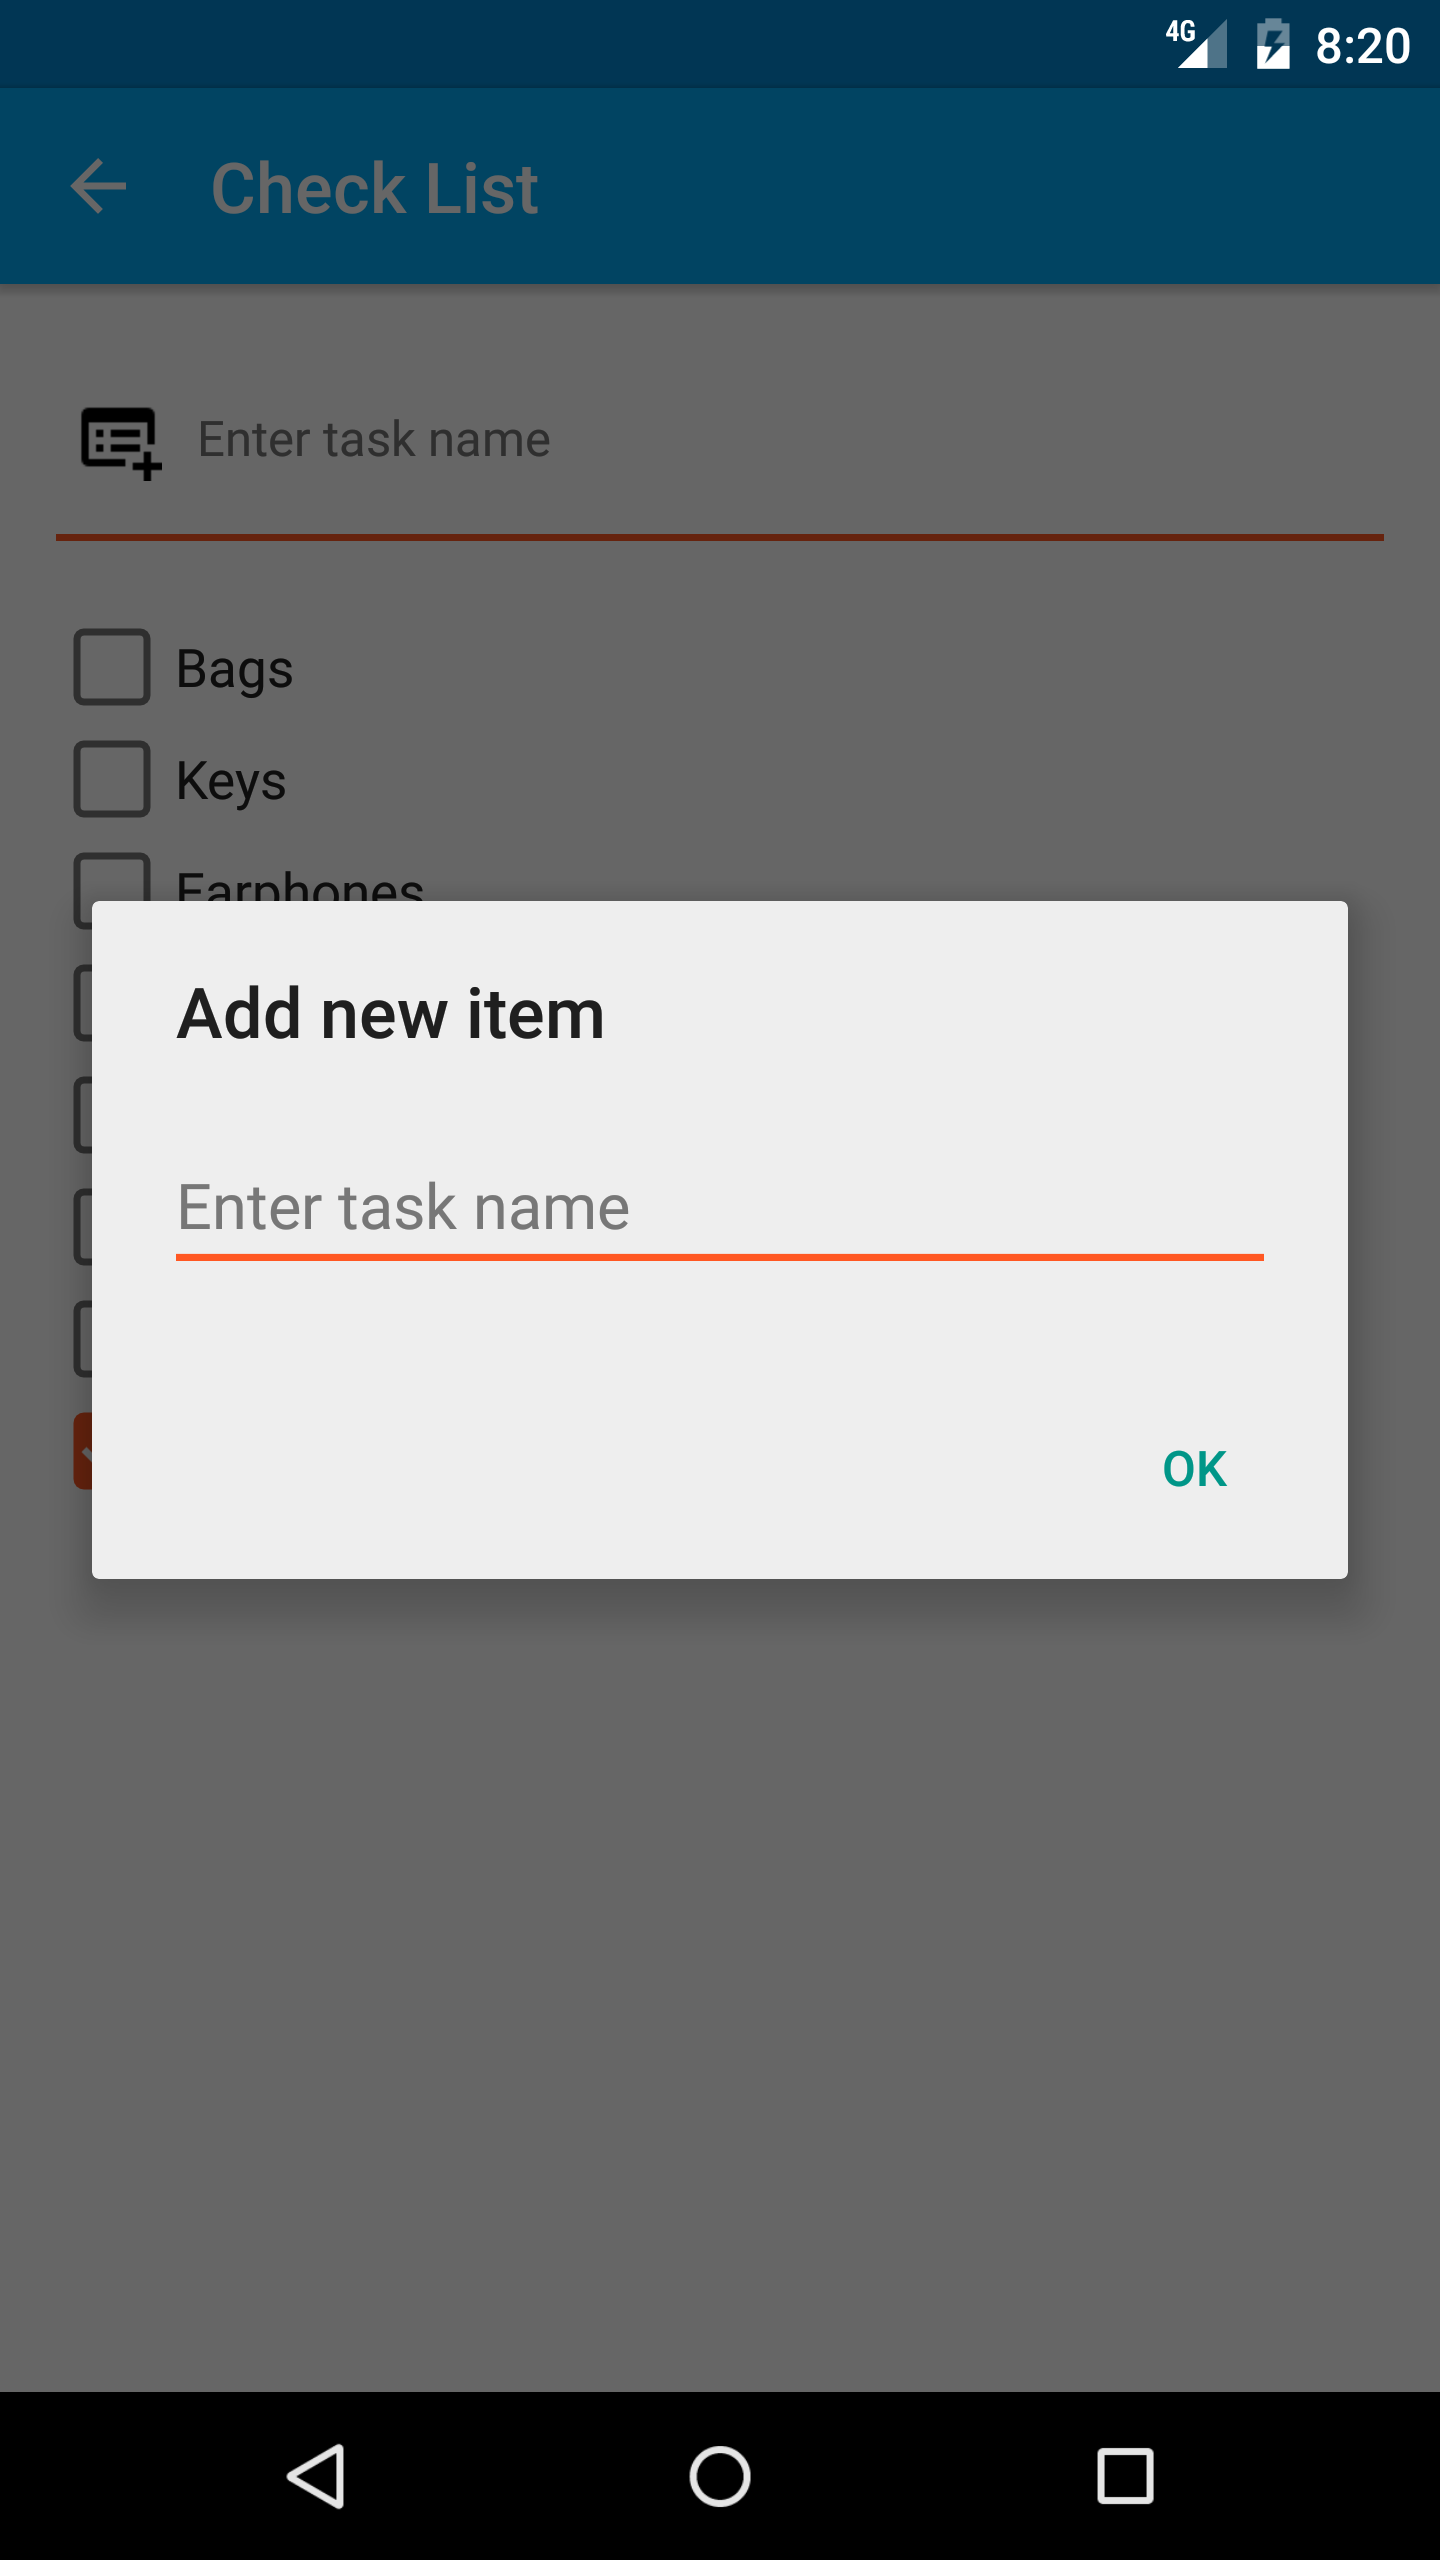 4G 8:20
Check List
Enter task name
Bags
Keys
Earphones
Add new item
Enter task name
OK